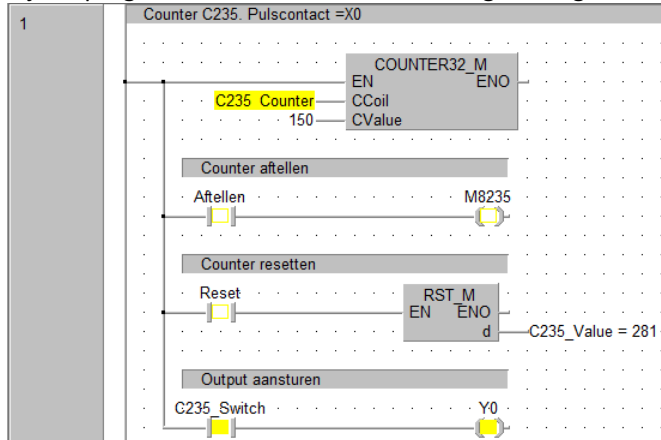 Counter C235. Pulscontact =X0
1
COUNTER32_M
EN ENO
C235_Counter CCoil
150 CValue
Counter aftellen
Aftellen M8235
Counter resetten
Reset RST_M
EN ENO
d C235_Value = 281
Output aansturen
C235_Switch Y0